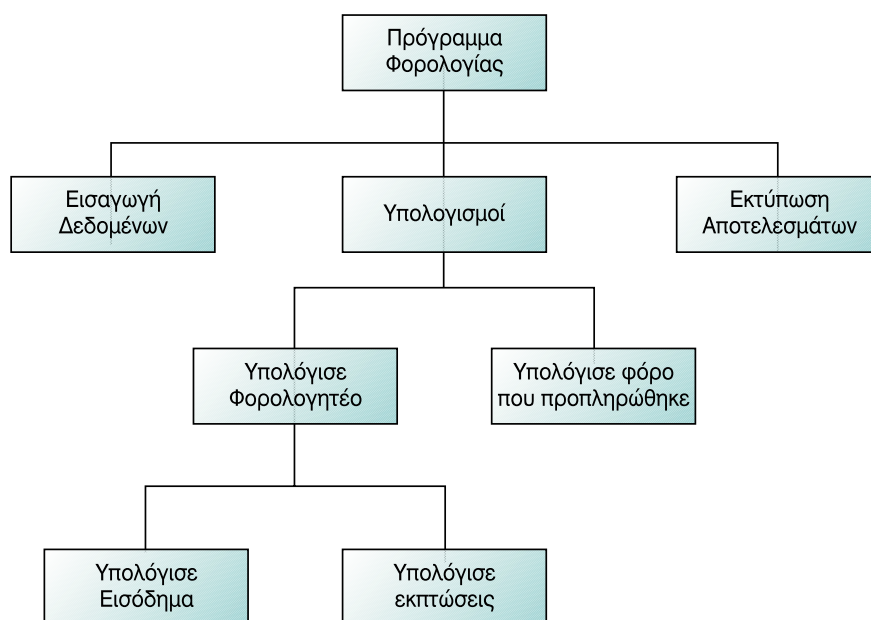 Πρόγραμμα
Φορολογίας
Εισαγωγή
Δεδομένων
Υπολογισμοί
Εκτύπωση
Αποτελεσμάτων
Υπολόγισε
Φορολογητέο
Υπολόγισε φόρο
που προπληρώθηκε
Υπολόγισε
Εισόδημα
Υπολόγισε
εκπτώσεις